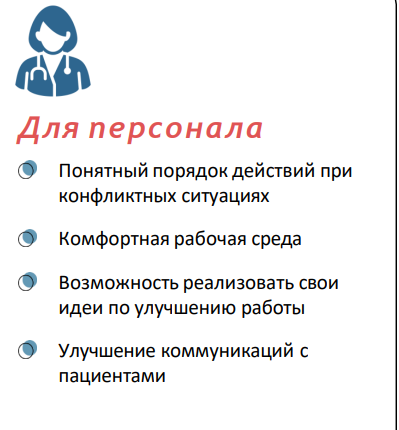 Для персонала
Понятный порядок действий при
конфликтных ситуациях
Комфортная рабочая среда
Возможность реализовать свои
идеи по улучшению работы
Улучшение коммуникаций с
пациентами